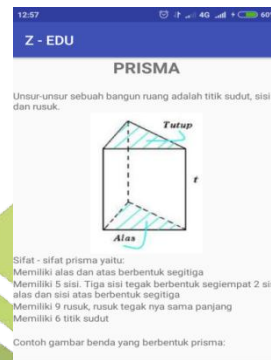 12:57
4G
60%
Z - EDU
PRISMA
Unsur-unsur sebuah bangun ruang adalah titik sudut, sisi
dan rusuk.
Tutup
t
Alas
Sifat - sifat prisma yaitu:
Memiliki alas dan atas berbentuk segitiga
Memiliki 5 sisi. Tiga sisi tegak berbentuk segiempat 2 si
alas dan sisi atas berbentuk segitiga
Memiliki 9 rusuk, rusuk tegak nya sama panjang
Memiliki 6 titik sudut
Contoh gambar benda yang berbentuk prisma: